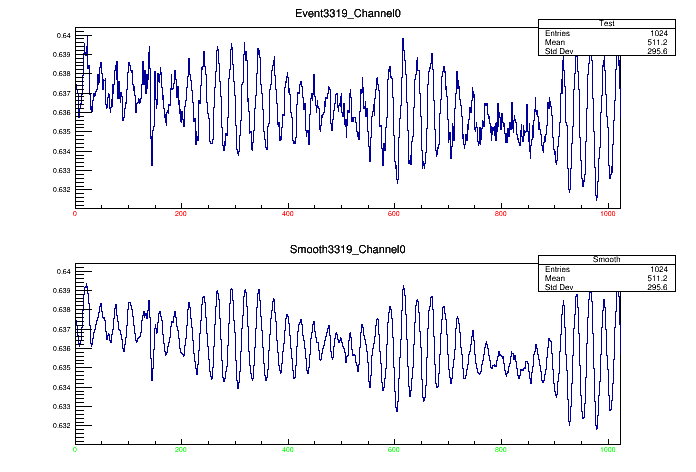 Event3319_Channel0
Test
Entries 1024
Mean 511.2
Std Dev 295.6
0.64
0.639
0.638
0.637
0.636
0.635
0.634
0.633
0.632
0 200 400 600 800 1000
Smooth3319_Channel0
Smooth
Entries 1024
Mean 511.2
Std Dev 295.6
0.64
0.639
0.638
0.637
0.636
0.635
0.634
0.633
0.632
0 200 400 600 800 1000